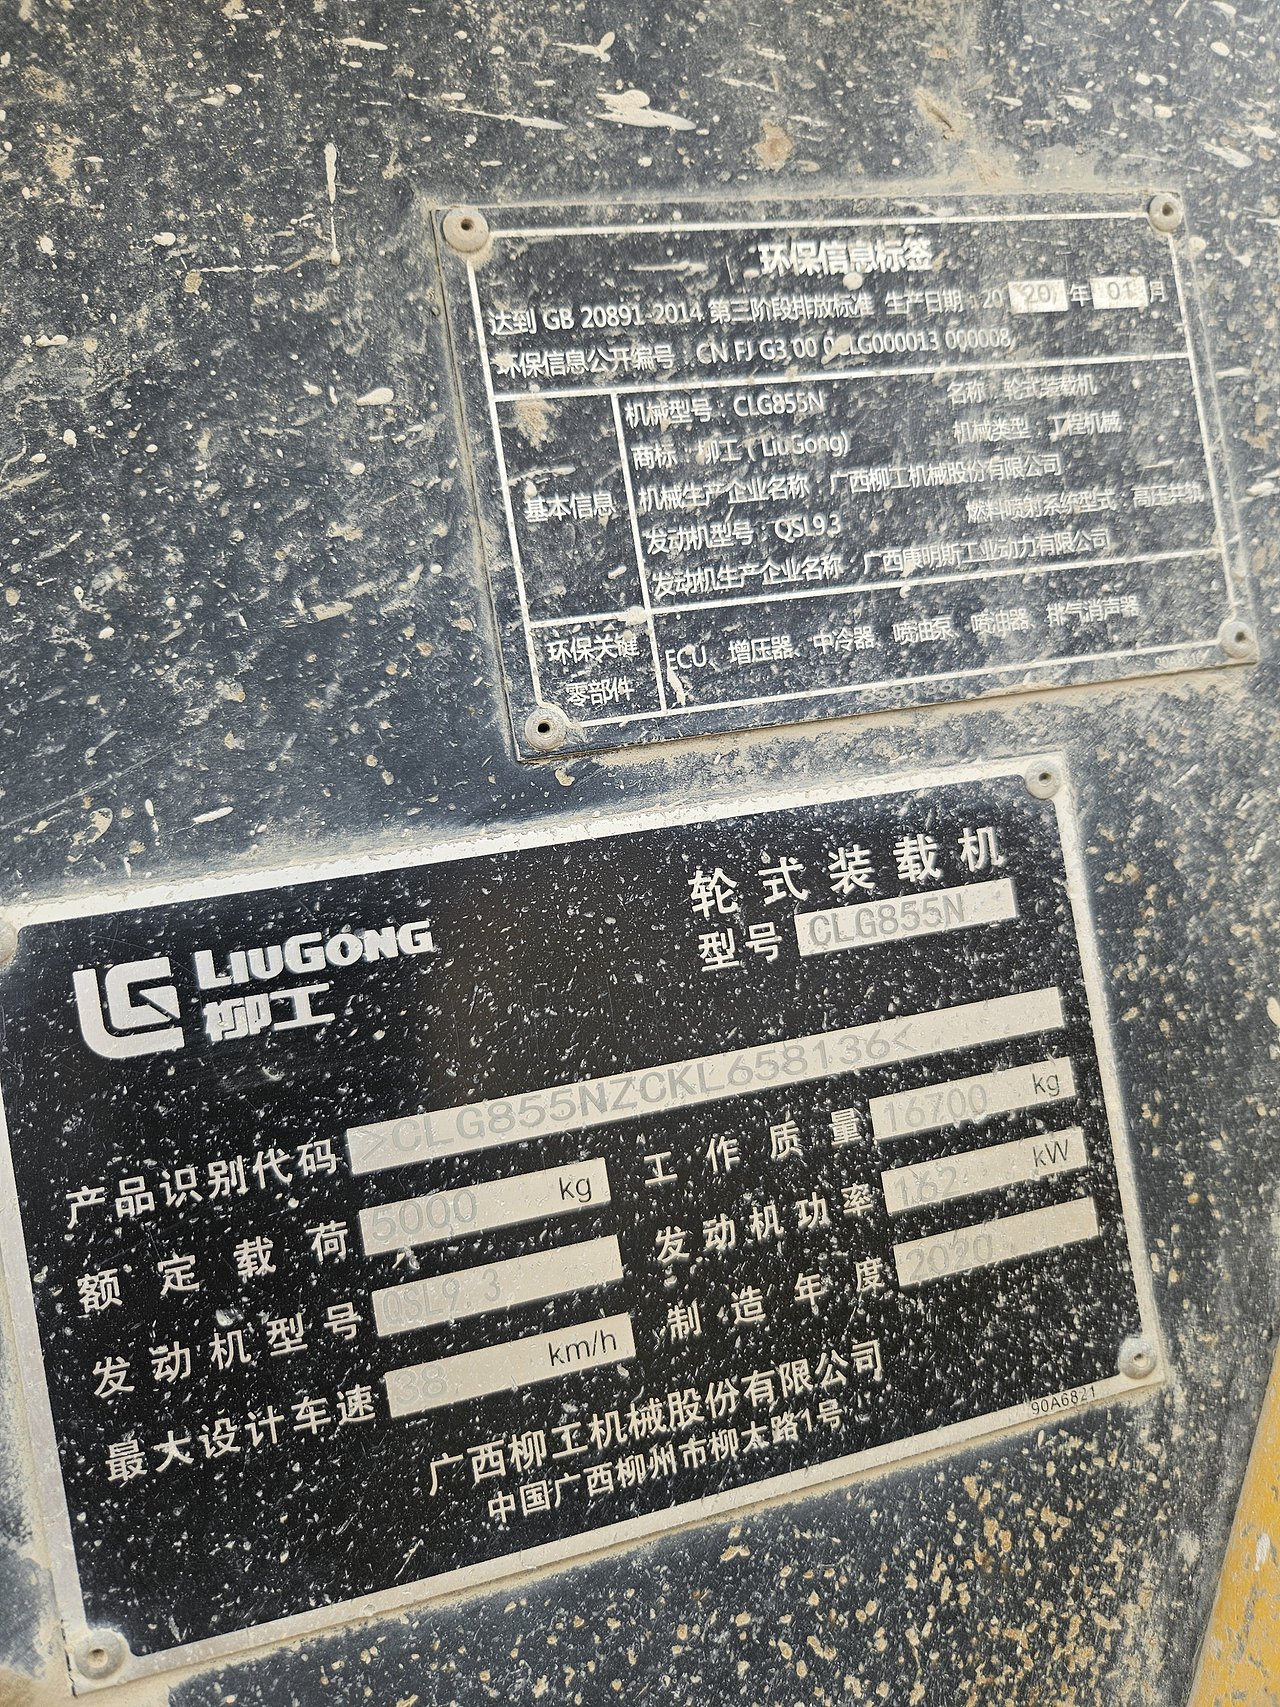 环保信息标签
达到 GB 20891-2014 第三阶段排放标准 生产日期：20 20 年 01 月
环保信息公开编号：CN FJ G3 00 0CLG000013 000008
基本信息
机械型号：CLG855N 名称：轮式装载机
商标：柳工（LiuGong） 机械类型：工程机械
机械生产企业名称：广西柳工机械股份有限公司
发动机型号：QSL9.3 燃料喷射系统型式：高压共轨
发动机生产企业名称：广西康明斯工业动力有限公司
环保关键
零部件
ECU、增压器、中冷器、喷油泵、喷油器、排气消声器
LIUGONG
柳工
轮式装载机
型号 CLG855N
产品识别代码 >CLG855NZCKL658136<
额定载荷 5000 kg 工作质量 16700 kg
发动机型号 QSL9.3 发动机功率 162 kW
最大设计车速 38 km/h 制造年度 2020
广西柳工机械股份有限公司
中国广西柳州市柳太路1号
90A6821